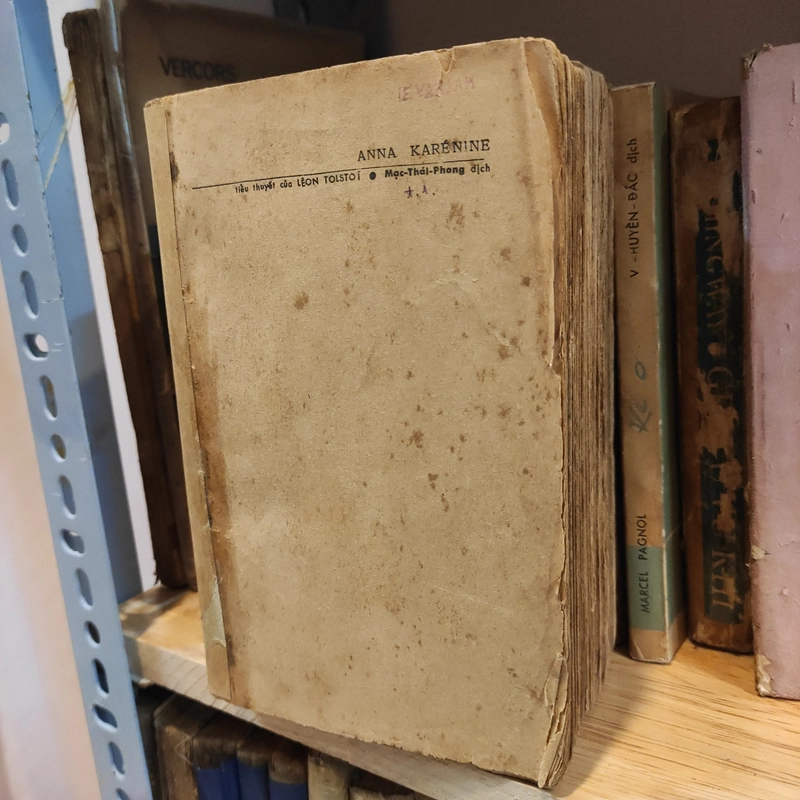 VERCORS
ANNA KARÉNINE
tiểu thuyết của LÉON TOLSTOÏ ● Mạc-Thái-Phong dịch
V -HUYỀN-ĐẮC dịch
MARCEL PAGNOL